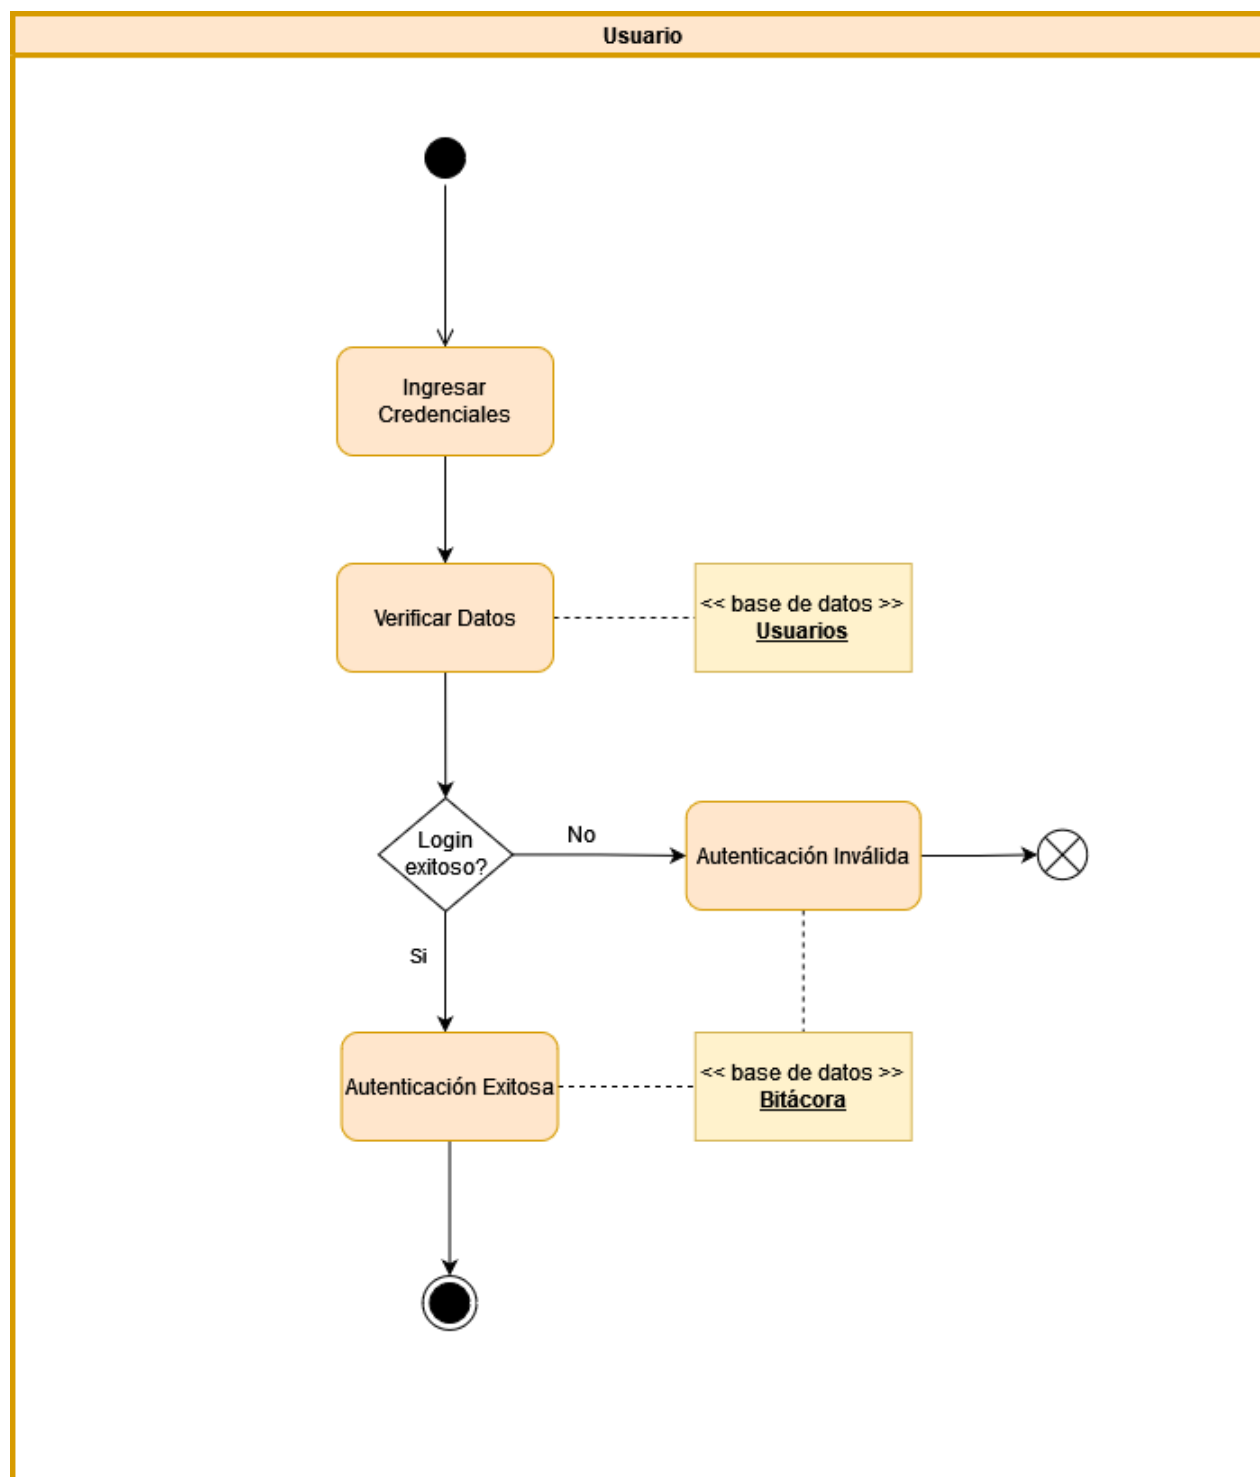 Usuario
Ingresar
Credenciales
Verificar Datos
<< base de datos >>
Usuarios
Login
exitoso?
No
Autenticación Inválida
Si
Autenticación Exitosa
<< base de datos >>
Bitácora